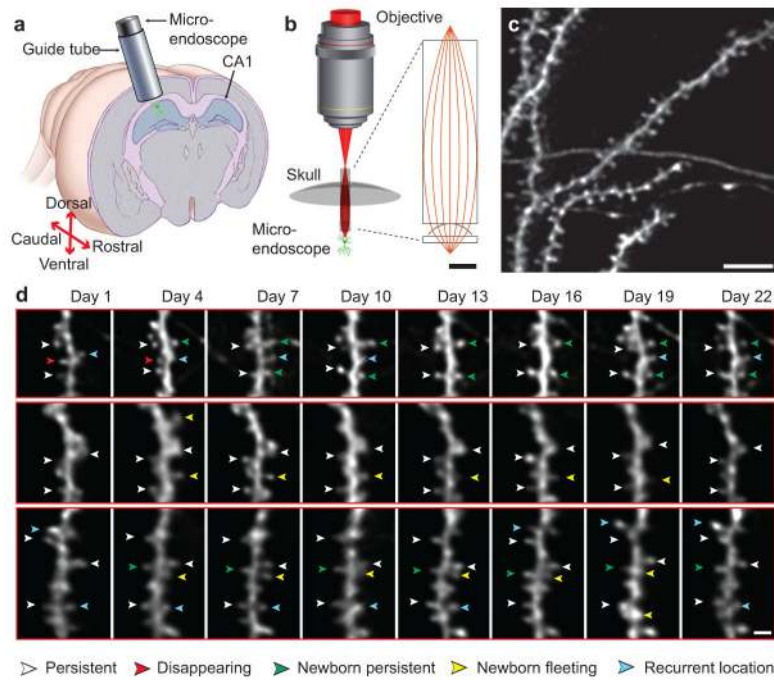 a
Micro-
endoscope
Guide tube
CA1
Dorsal
Caudal
Rostral
Ventral
b
Objective
Skull
Micro-
endoscope
c
d
Day 1 Day 4 Day 7 Day 10 Day 13 Day 16 Day 19 Day 22
Persistent Disappearing Newborn persistent Newborn fleeting Recurrent location